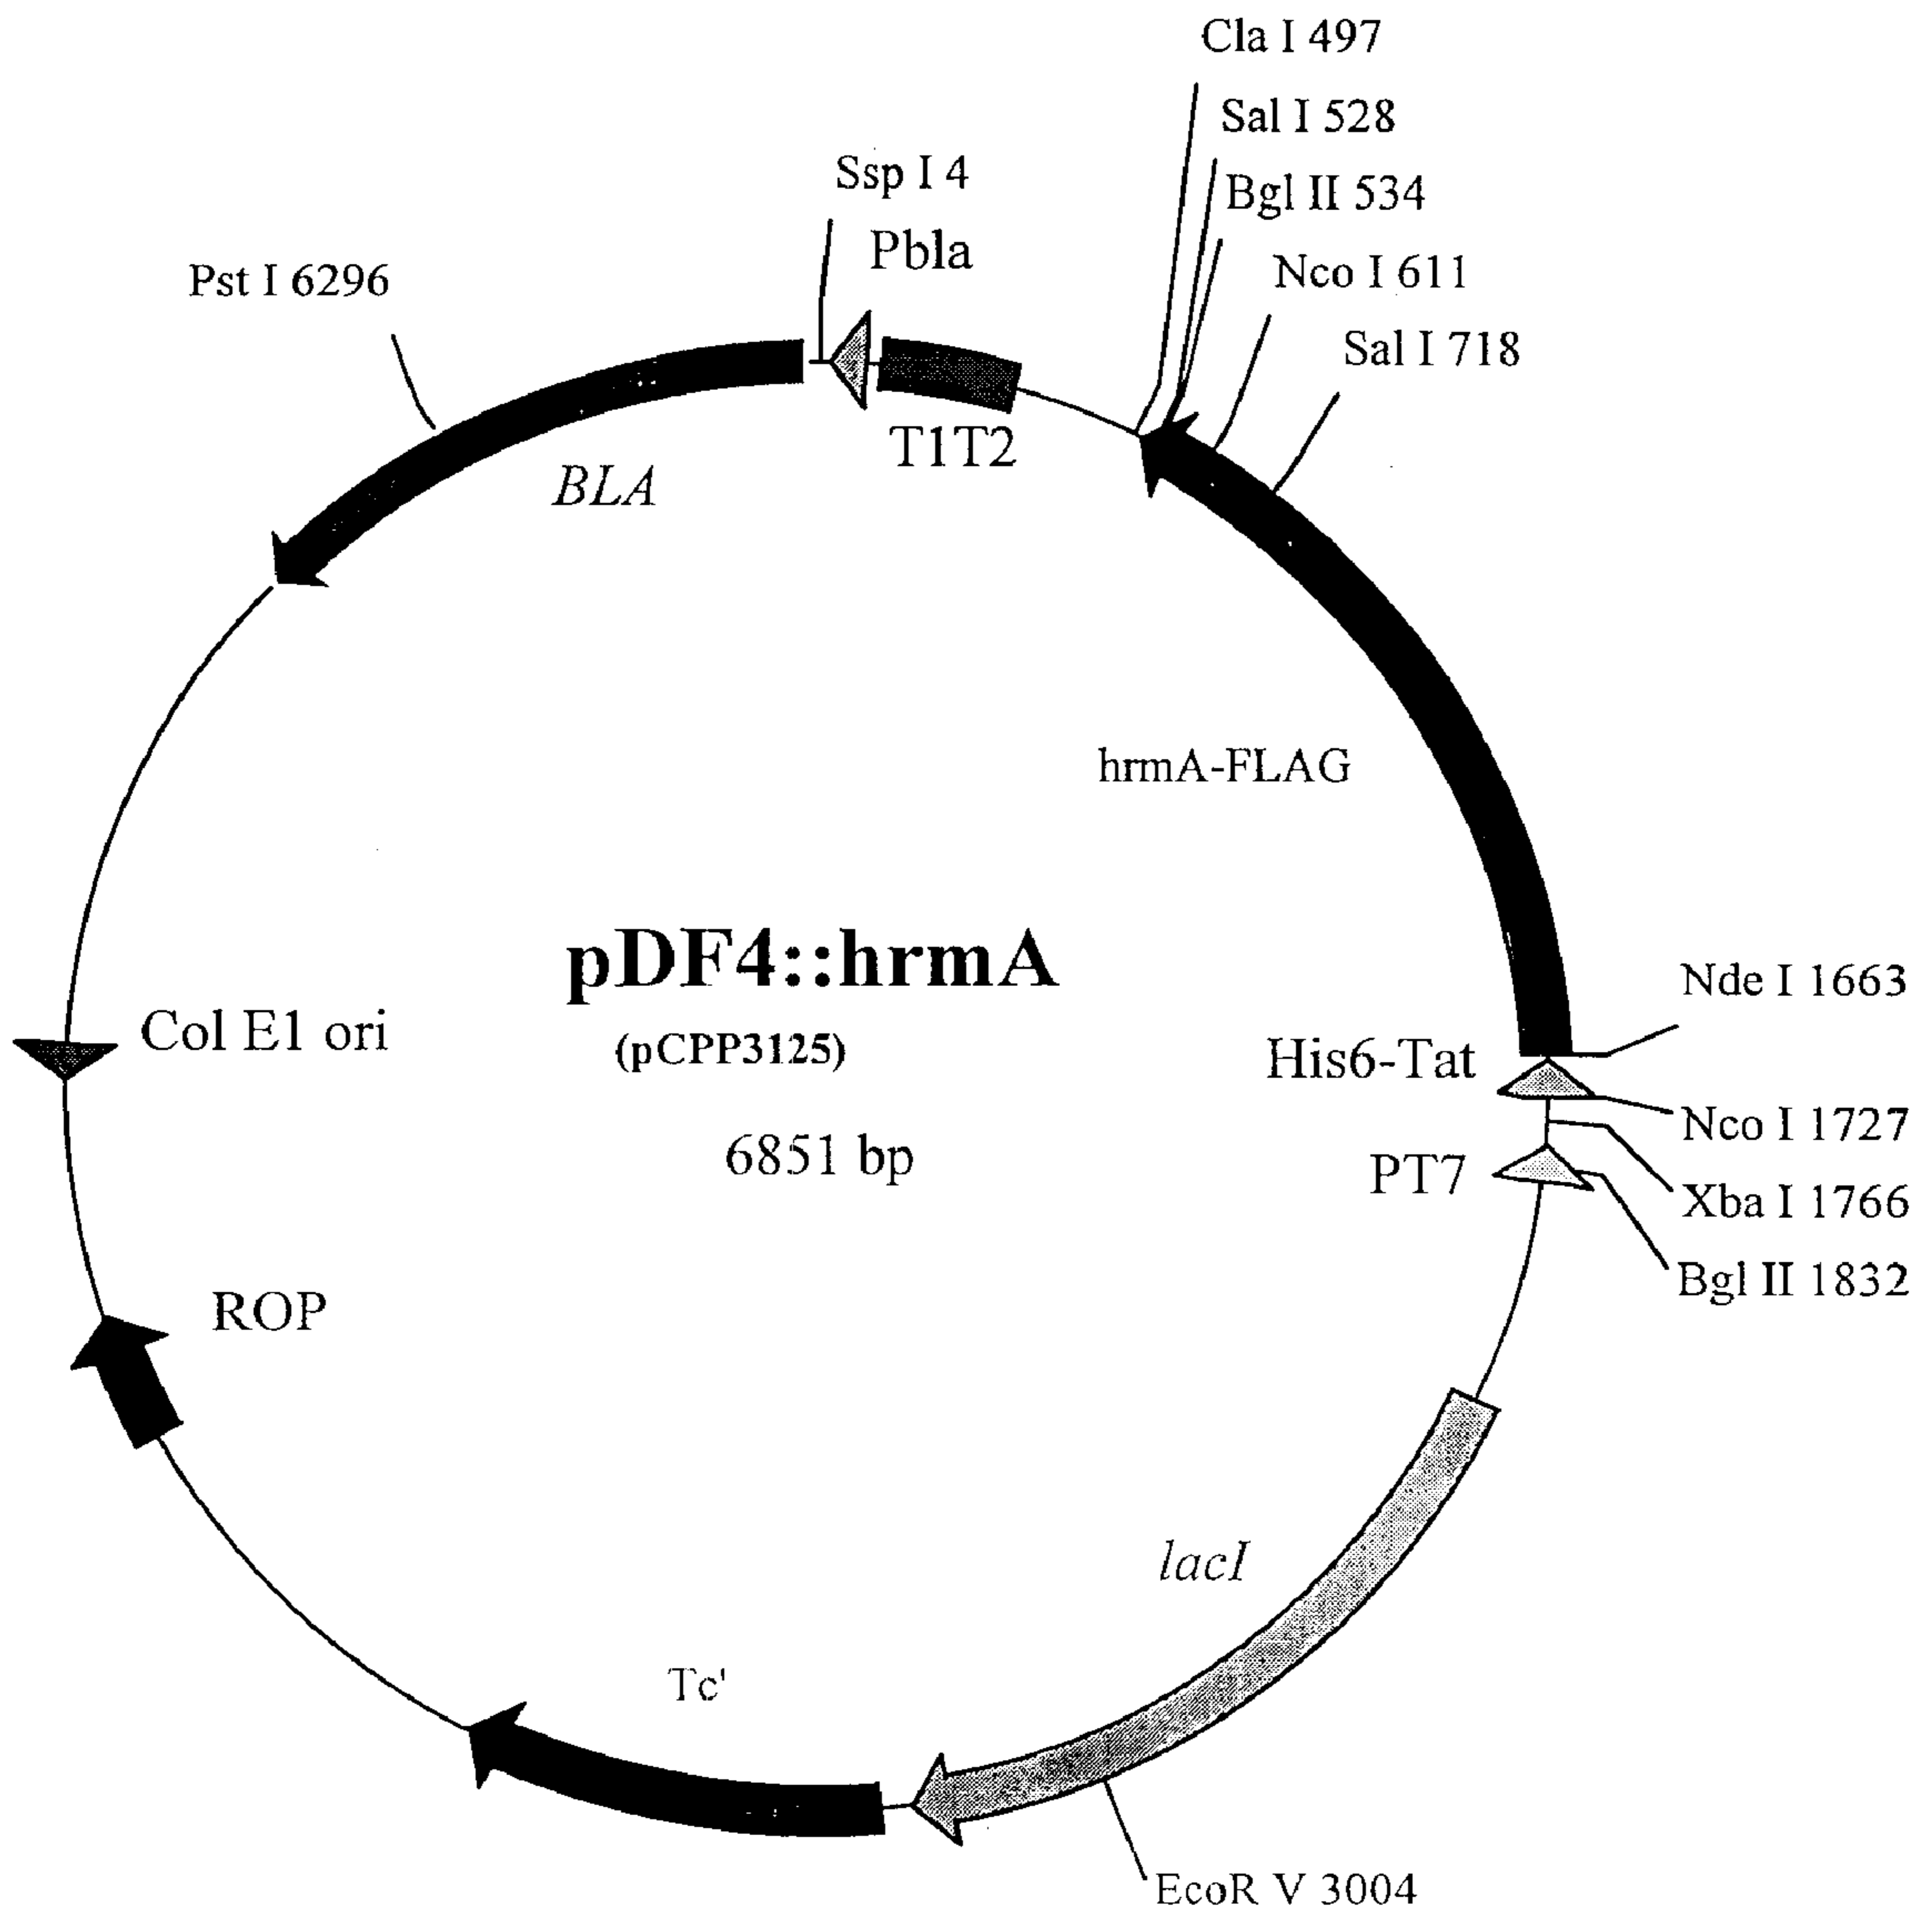 Cla I 497
Sal I 528
Ssp I 4
Bgl II 534
Pbla
Nco I 611
Pst I 6296
Sal I 718
T1T2
BLA
hrmA-FLAG
pDF4::hrmA
Nde I 1663
Col E1 ori
(pCPP3125)
His6-Tat
Nco I 1727
6851 bp
PT7
Xba I 1766
Bgl II 1832
ROP
lacI
Tc'
EcoR V 3004